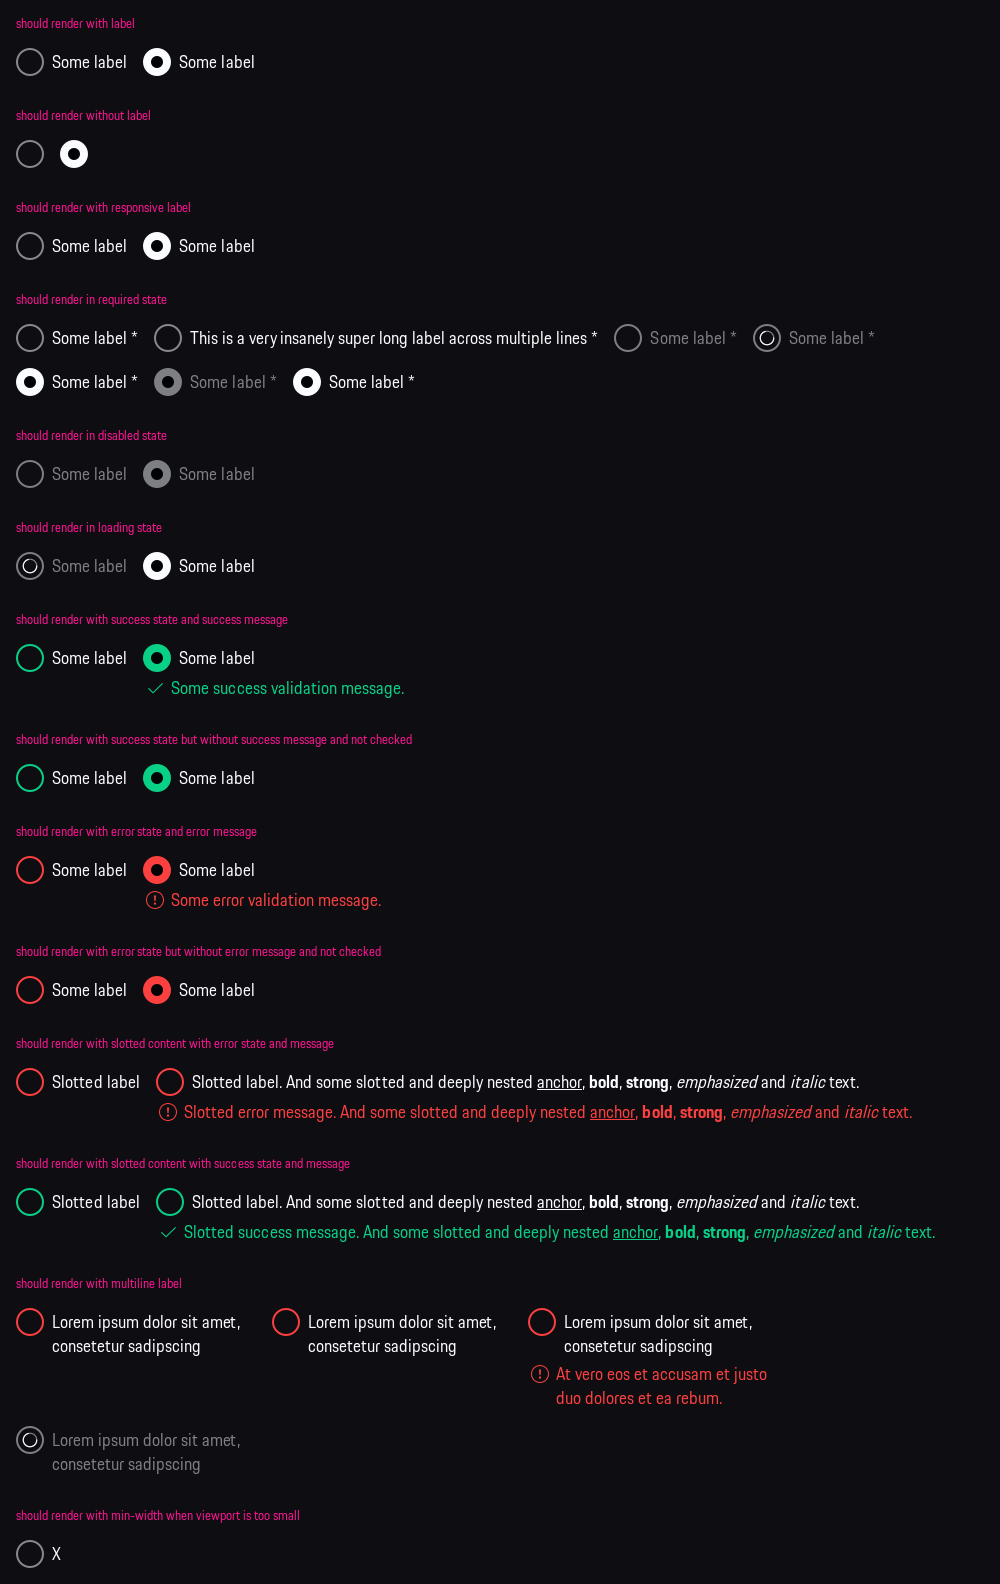 should render with label
Some label Some label
should render without label
should render with responsive label
Some label Some label
should render in required state
Some label * This is a very insanely super long label across multiple lines * Some label * Some label *
Some label * Some label * Some label *
should render in disabled state
Some label Some label
should render in loading state
Some label Some label
should render with success state and success message
Some label Some label
Some success validation message.
should render with success state but without success message and not checked
Some label Some label
should render with error state and error message
Some label Some label
Some error validation message.
should render with error state but without error message and not checked
Some label Some label
should render with slotted content with error state and message
Slotted label Slotted label. And some slotted and deeply nested anchor, bold, strong, emphasized and italic text.
Slotted error message. And some slotted and deeply nested anchor, bold, strong, emphasized and italic text.
should render with slotted content with success state and message
Slotted label Slotted label. And some slotted and deeply nested anchor, bold, strong, emphasized and italic text.
Slotted success message. And some slotted and deeply nested anchor, bold, strong, emphasized and italic text.
should render with multiline label
Lorem ipsum dolor sit amet, Lorem ipsum dolor sit amet, Lorem ipsum dolor sit amet,
consetetur sadipscing consetetur sadipscing consetetur sadipscing
At vero eos et accusam et justo
duo dolores et ea rebum.
Lorem ipsum dolor sit amet,
consetetur sadipscing
should render with min-width when viewport is too small
X